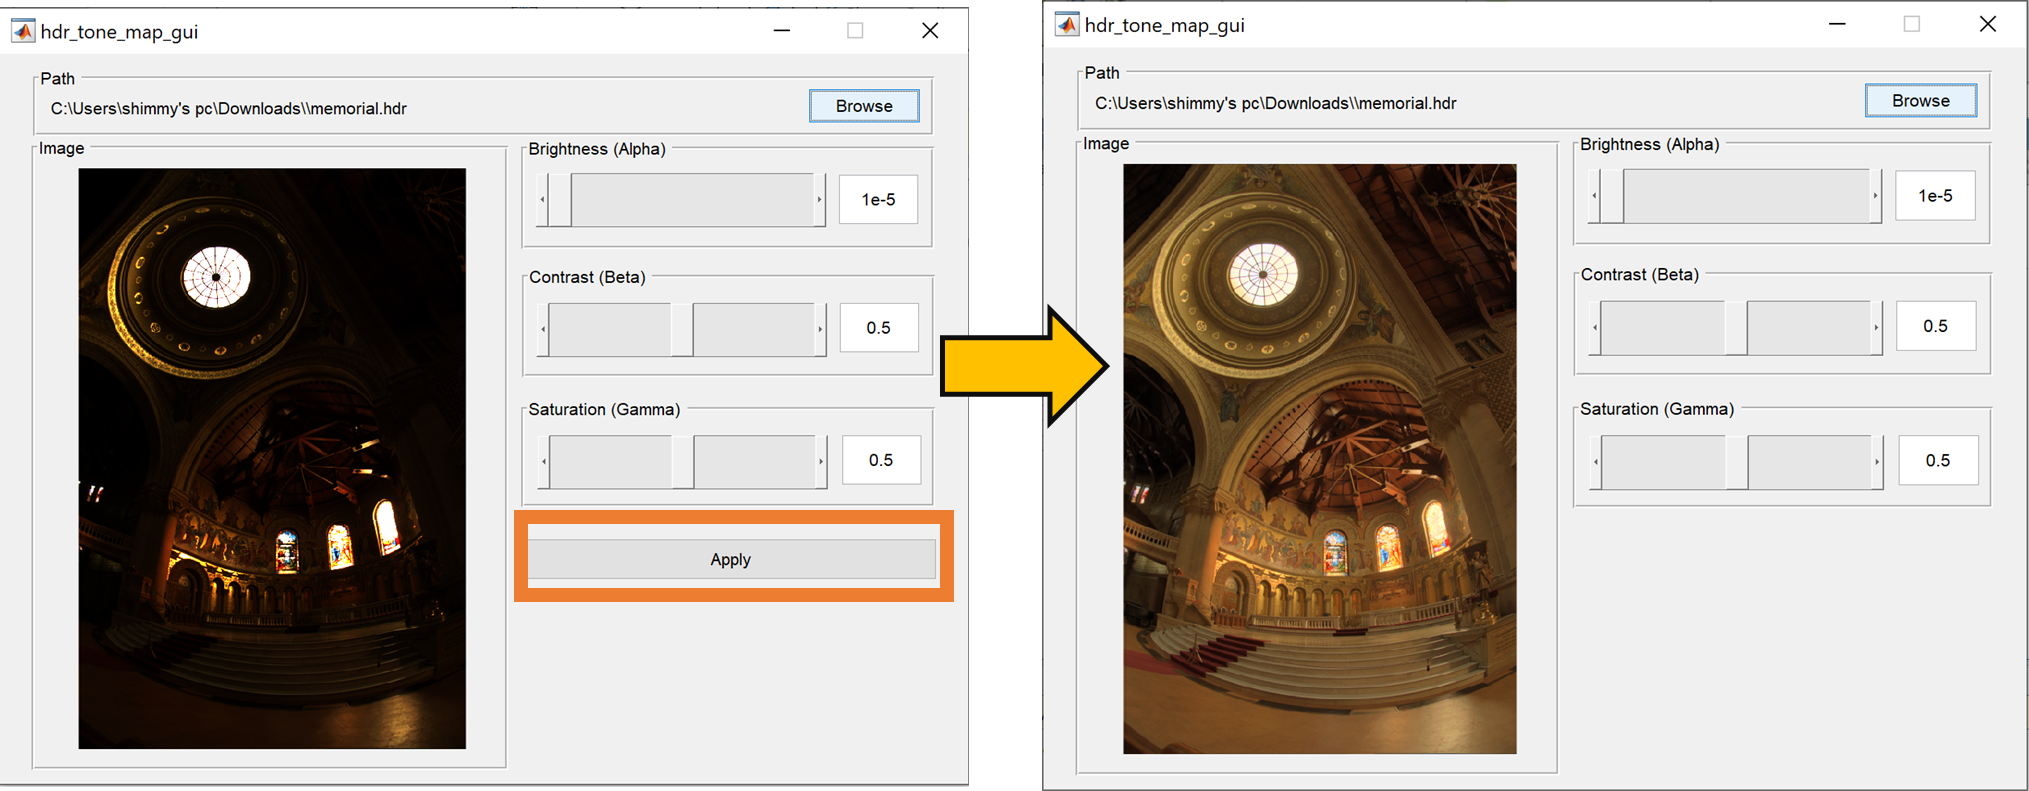 hdr_tone_map_gui
Path
C:\Users\shimmy's pc\Downloads\\memorial.hdr
Browse
Image
Brightness (Alpha)
1e-5
Contrast (Beta)
0.5
Saturation (Gamma)
0.5
Apply
hdr_tone_map_gui
Path
C:\Users\shimmy's pc\Downloads\\memorial.hdr
Browse
Image
Brightness (Alpha)
1e-5
Contrast (Beta)
0.5
Saturation (Gamma)
0.5